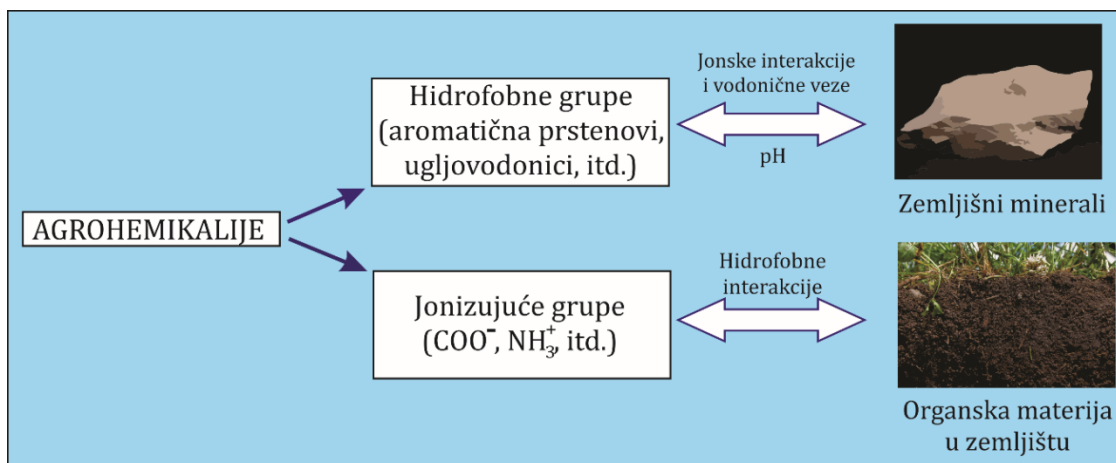 AGROHEMIKALIJE
Hidrofobne grupe
(aromatična prstenovi,
ugljovodonici, itd.)
Jonske interakcije
i vodonične veze
pH
Zemljišni minerali
Jonizujuće grupe
(COO⁻, NH₃⁺, itd.)
Hidrofobne
interakcije
Organska materija
u zemljištu